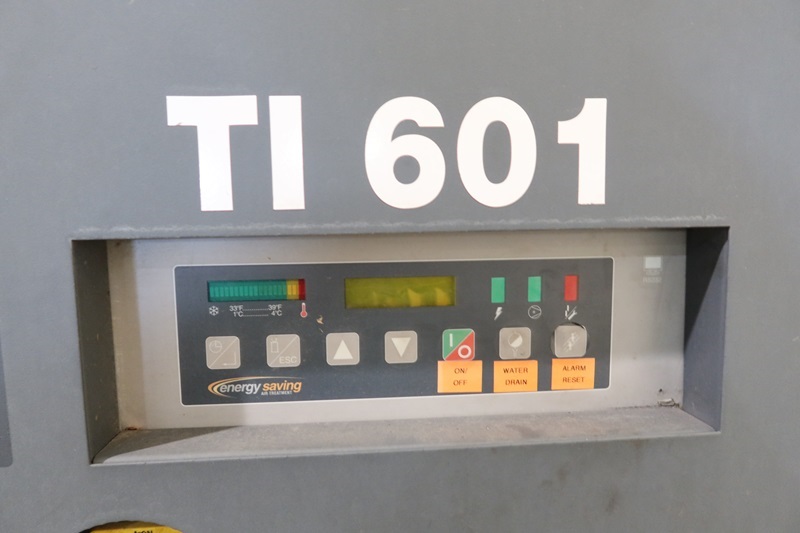 TI 601
33°F 39°F
1°C 4°C
ESC
I
O
energy saving
AIR TREATMENT
ON/
OFF
WATER
DRAIN
ALARM
RESET